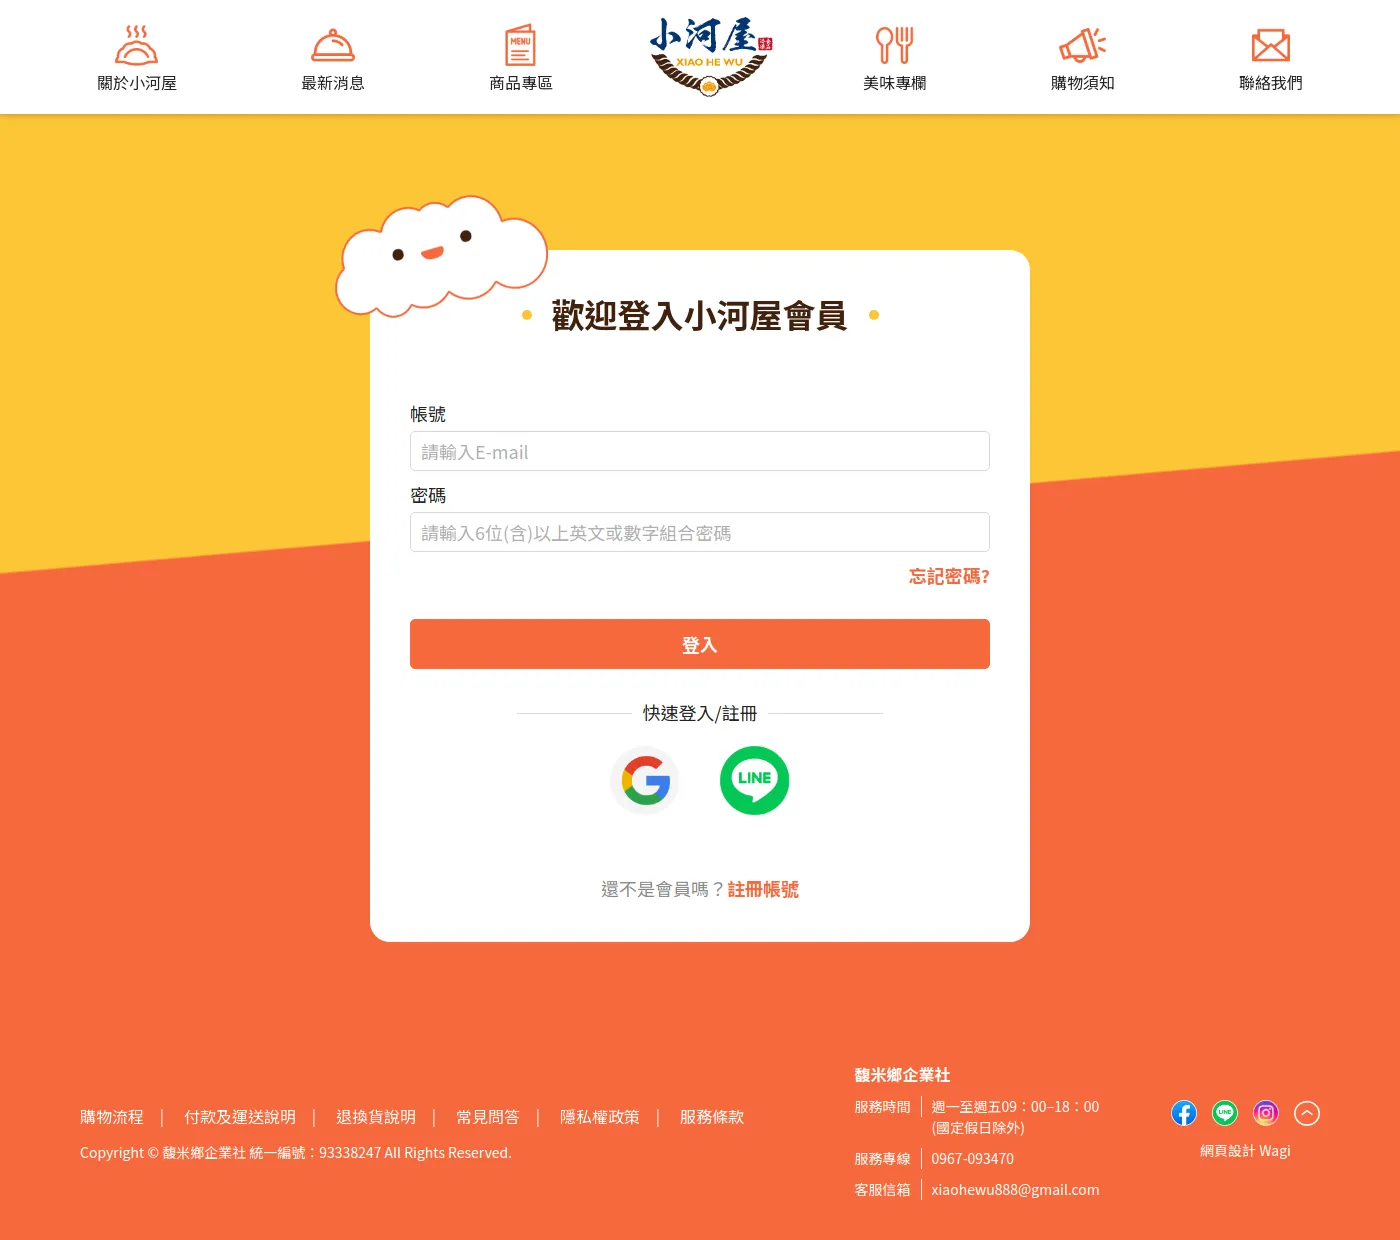 關於小河屋
最新消息
MENU
商品專區
小河屋
XIAO HE WU
美味專欄
購物須知
聯絡我們
歡迎登入小河屋會員
帳號
請輸入E-mail
密碼
請輸入6位(含)以上英文或數字組合密碼
忘記密碼?
登入
快速登入/註冊
LINE
還不是會員嗎？註冊帳號
馥米鄉企業社
服務時間 | 週一至週五09：00–18：00
(國定假日除外)
服務專線 | 0967-093470
客服信箱 | xiaohewu888@gmail.com
購物流程 | 付款及運送說明 | 退換貨說明 | 常見問答 | 隱私權政策 | 服務條款
Copyright © 馥米鄉企業社 統一編號：93338247 All Rights Reserved.
LINE
網頁設計 Wagi